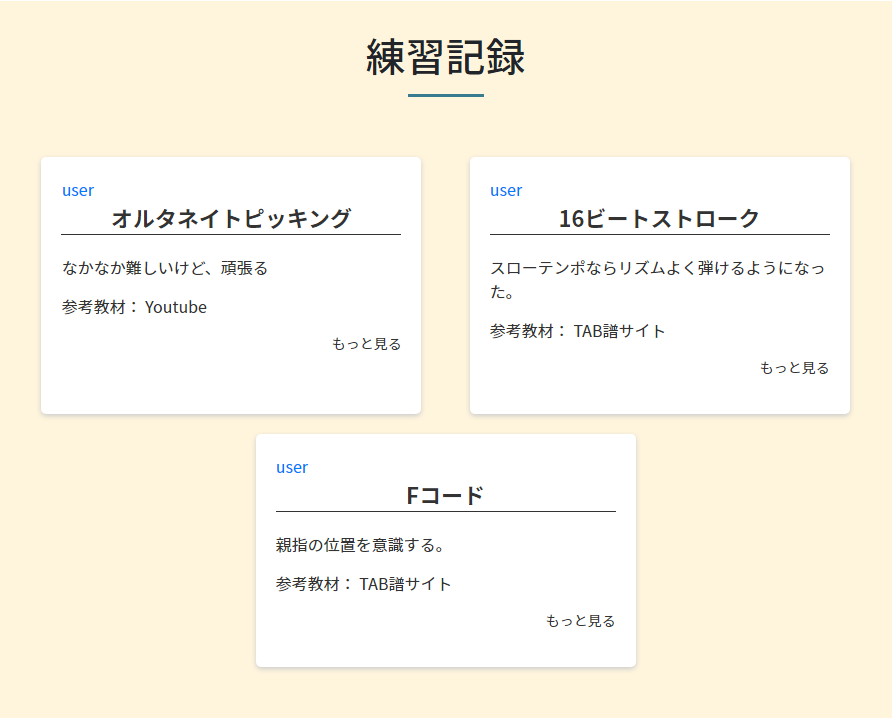 練習記録
user
オルタネイトピッキング
なかなか難しいけど、頑張る
参考教材： Youtube
もっと見る
user
16ビートストローク
スローテンポならリズムよく弾けるようになっ
た。
参考教材： TAB譜サイト
もっと見る
user
Fコード
親指の位置を意識する。
参考教材： TAB譜サイト
もっと見る